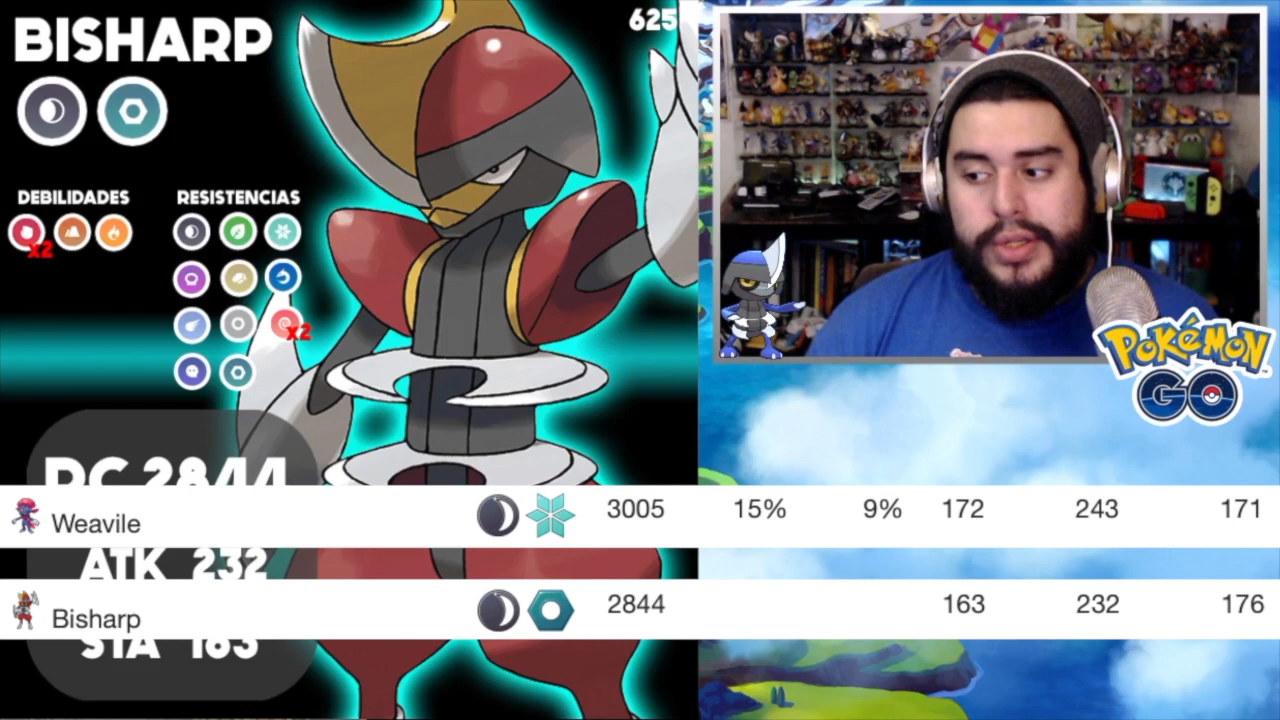 BISHARP
625
DEBILIDADES
RESISTENCIAS
X2
X2
POKÉMON
GO
PC 2844
Weavile 3005 15% 9% 172 243 171
ATK 232
Bisharp 2844 163 232 176
STA 163